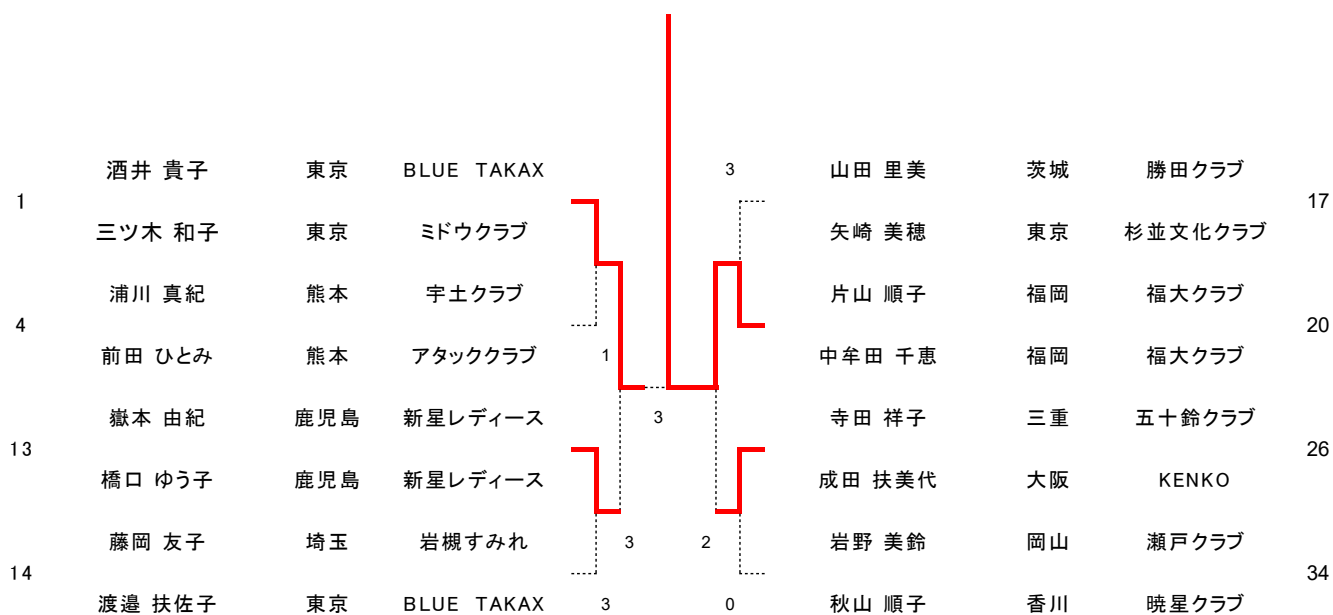 酒井 貴子 東京 BLUE TAKAX 3 山田 里美 茨城 勝田クラブ
1 17
三ツ木 和子 東京 ミドウクラブ 矢崎 美穂 東京 杉並文化クラブ
浦川 真紀 熊本 宇土クラブ 片山 順子 福岡 福大クラブ
4 20
前田 ひとみ 熊本 アタッククラブ 1 中牟田 千恵 福岡 福大クラブ
嶽本 由紀 鹿児島 新星レディース 3 寺田 祥子 三重 五十鈴クラブ
13 26
橋口 ゆう子 鹿児島 新星レディース 成田 扶美代 大阪 KENKO
藤岡 友子 埼玉 岩槻すみれ 3 2 岩野 美鈴 岡山 瀬戸クラブ
14 34
渡邉 扶佐子 東京 BLUE TAKAX 3 0 秋山 順子 香川 暁星クラブ